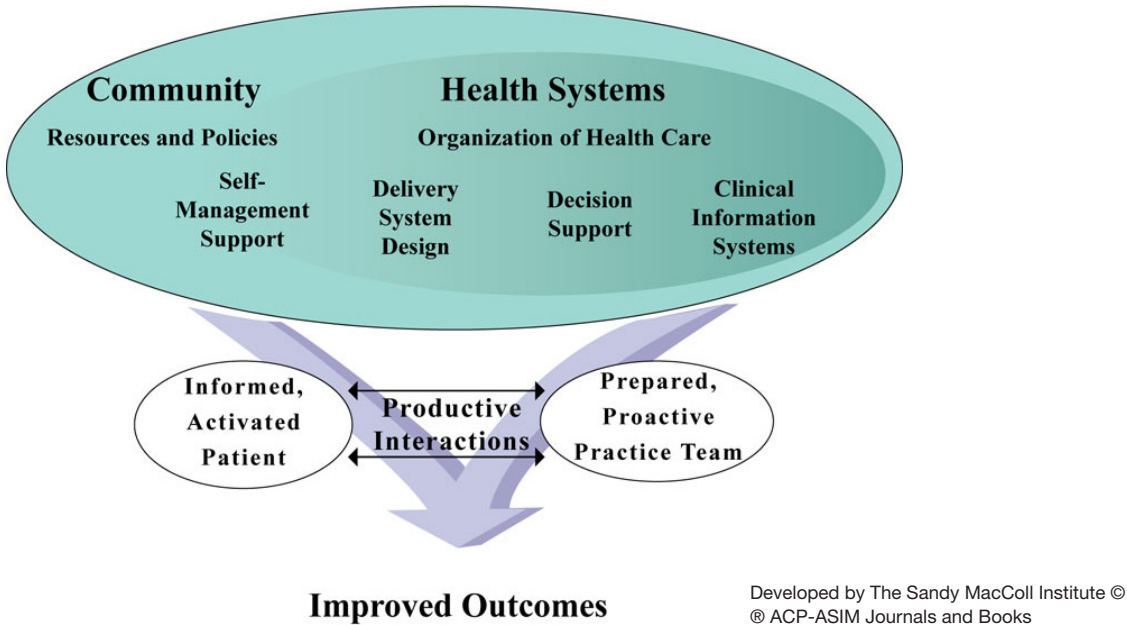 Community
Health Systems
Resources and Policies
Organization of Health Care
Self-
Management
Support
Delivery
System
Design
Decision
Support
Clinical
Information
Systems
Informed,
Activated
Patient
Productive
Interactions
Prepared,
Proactive
Practice Team
Improved Outcomes
Developed by The Sandy MacColl Institute ©
® ACP-ASIM Journals and Books